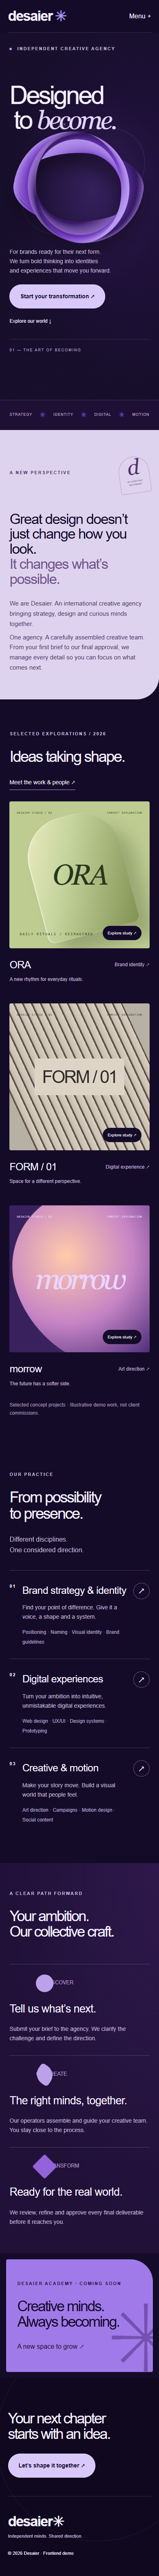 desaier
Menu +
INDEPENDENT CREATIVE AGENCY
Designed
to become.
For brands ready for their next form.
We turn bold thinking into identities
and experiences that move you forward.
Start your transformation ↗
Explore our world ↓
01 — THE ART OF BECOMING
STRATEGY IDENTITY DIGITAL MOTION
A NEW PERSPECTIVE
d
Great design doesn't
just change how you
look.
It changes what's
possible.
We are Desaier. An international creative agency
bringing strategy, design and curious minds
together.
One agency. A carefully assembled creative team.
From your first brief to our final approval, we
manage every detail so you can focus on what
comes next.
SELECTED EXPLORATIONS / 2026
Ideas taking shape.
Meet the work & people ↗
ORA
DAILY RITUALS / REIMAGINED
Explore study ↗
ORA
Brand identity ↗
A new rhythm for everyday rituals.
FORM / 01
Explore study ↗
FORM / 01
Digital experience ↗
Space for a different perspective.
morrow
Explore study ↗
morrow
Art direction ↗
The future has a softer side.
Selected concept projects · Illustrative demo work, not client
commissions.
OUR PRACTICE
From possibility
to presence.
Different disciplines.
One considered direction.
01
Brand strategy & identity
↗
Find your point of difference. Give it a
voice, a shape and a system.
Positioning · Naming · Visual identity · Brand
guidelines
02
Digital experiences
↗
Turn your ambition into intuitive,
unmistakable digital experiences.
Web design · UX/UI · Design systems ·
Prototyping
03
Creative & motion
↗
Make your story move. Build a visual
world that people feel.
Art direction · Campaigns · Motion design ·
Social content
A CLEAR PATH FORWARD
Your ambition.
Our collective craft.
COVER
Tell us what's next.
Submit your brief to the agency. We clarify the
challenge and define the direction.
EATE
The right minds, together.
Our operators assemble and guide your creative team.
You stay close to the process.
NSFORM
Ready for the real world.
We review, refine and approve every final deliverable
before it reaches you.
DESAIER ACADEMY · COMING SOON
Creative minds.
Always becoming.
A new space to grow ↗
Your next chapter
starts with an idea.
Let's shape it together ↗
desaier
Independent minds. Shared direction.
© 2026 Desaier · Frontend demo